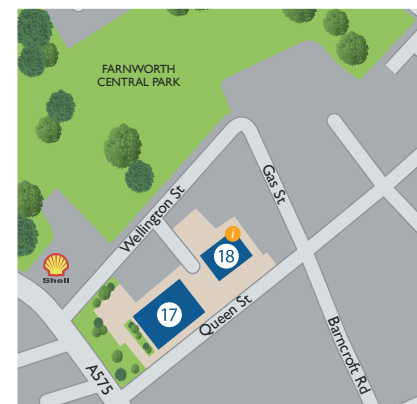 FARNWORTH
CENTRAL PARK
Wellington St
Gas St
Shell
i
18
17
Queen St
Barncroft Rd
A575